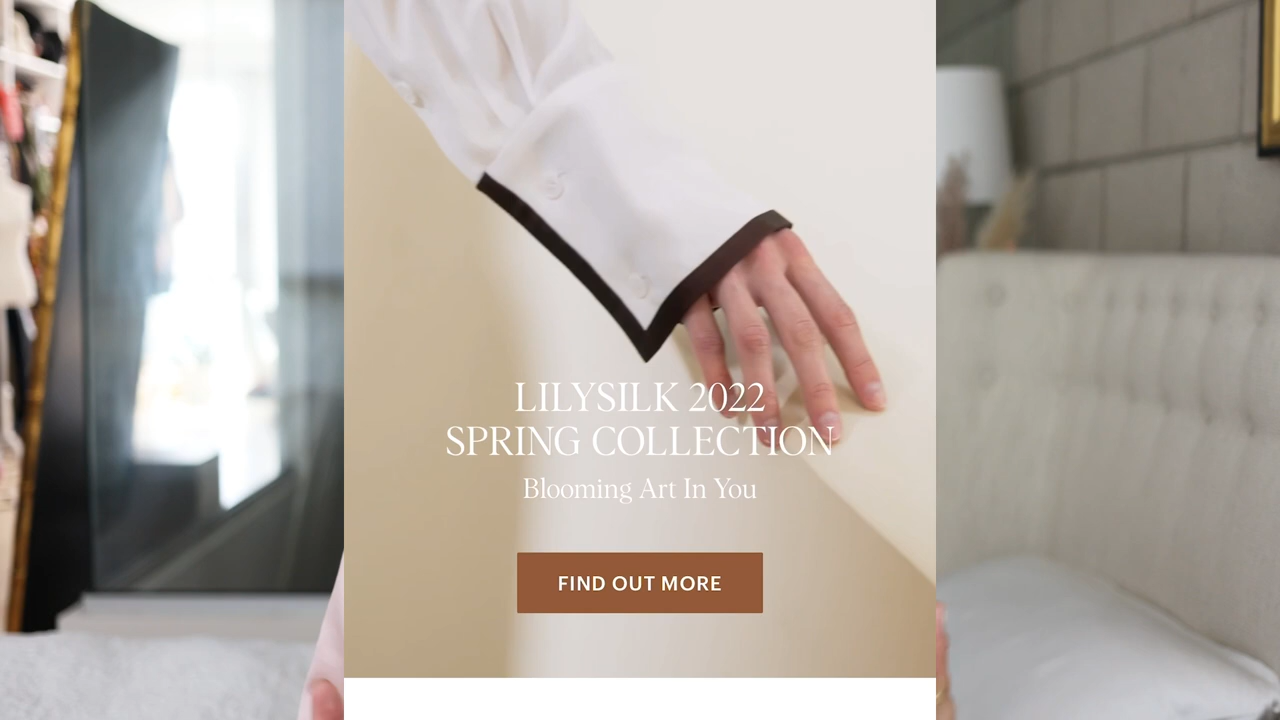 LILYSILK 2022
SPRING COLLECTION
Blooming Art In You
FIND OUT MORE